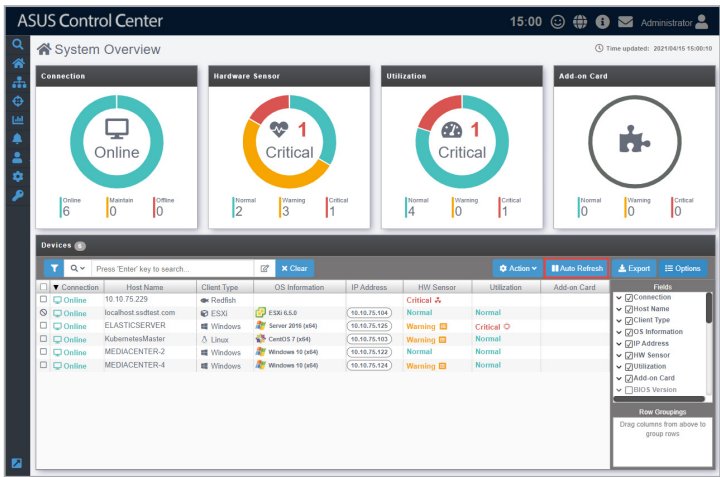 ASUS Control Center
15:00
Administrator
System Overview
Time updated: 2021/04/15 15:00:10
Connection
Hardware Sensor
Utilization
Add-on Card
Online
1
Critical
1
Critical
Online Maintain Offline
6 0 0
Normal Warning Critical
2 3 1
Normal Warning Critical
4 0 1
Normal Warning Critical
0 0 0
Devices 6
Press 'Enter' key to search...
Clear
Action
Auto Refresh
Export
Options
Connection Host Name Client Type OS Information IP Address HW Sensor Utilization Add-on Card
Online 10.10.75.229 Redfish Critical
Online localhost.ssdtest.com ESXi ESXi 6.5.0 10.10.75.104 Normal Normal
Online ELASTICSERVER Windows Server 2016 (x64) 10.10.75.125 Warning Critical
Online KubernetesMaster Linux CentOS 7 (x64) 10.10.75.103 Warning Normal
Online MEDIACENTER-2 Windows Windows 10 (x64) 10.10.75.122 Normal Normal
Online MEDIACENTER-4 Windows Windows 10 (x64) 10.10.75.124 Warning Normal
Fields
Connection
Host Name
Client Type
OS Information
IP Address
HW Sensor
Utilization
Add-on Card
BIOS Version
Row Groupings
Drag columns from above to
group rows